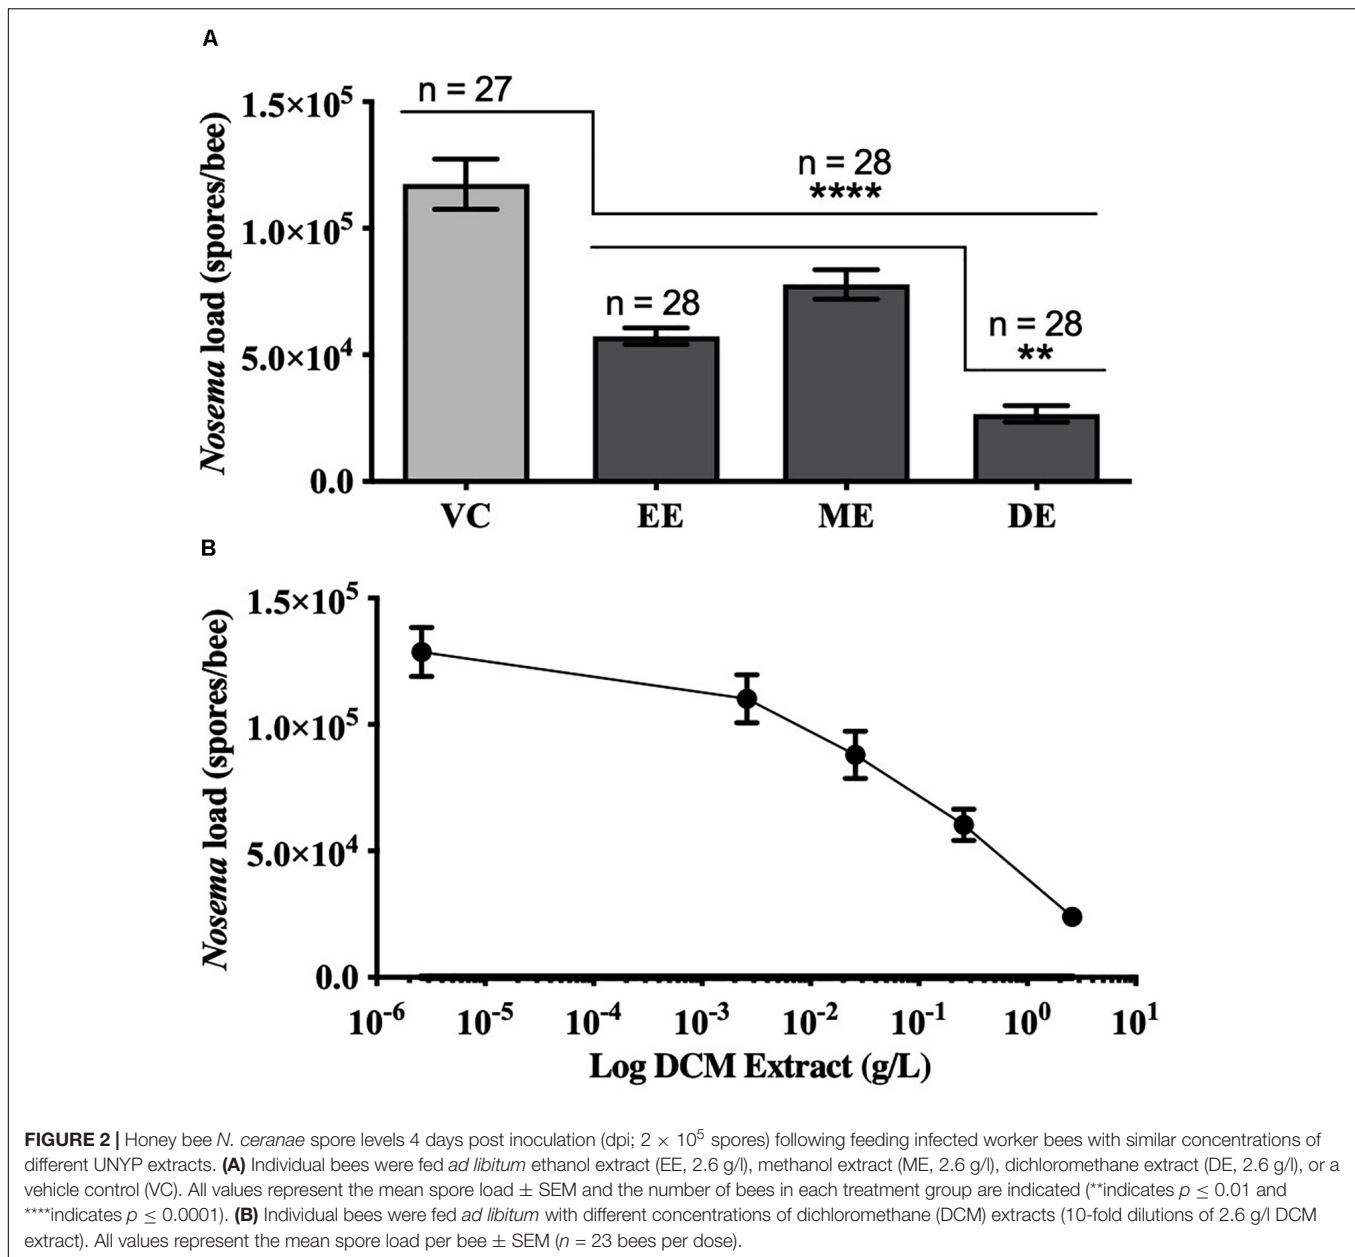 A
n = 27
1.5×10⁵
n = 28
****
1.0×10⁵
n = 28
n = 28
**
5.0×10⁴
0.0
Nosema load (spores/bee)
VC EE ME DE
B
1.5×10⁵
1.0×10⁵
5.0×10⁴
0.0
Nosema load (spores/bee)
10⁻⁶ 10⁻⁵ 10⁻⁴ 10⁻³ 10⁻² 10⁻¹ 10⁰ 10¹
Log DCM Extract (g/L)
FIGURE 2 | Honey bee N. ceranae spore levels 4 days post inoculation (dpi; 2 × 10⁵ spores) following feeding infected worker bees with similar concentrations of
different UNYP extracts. (A) Individual bees were fed ad libitum ethanol extract (EE, 2.6 g/l), methanol extract (ME, 2.6 g/l), dichloromethane extract (DE, 2.6 g/l), or a
vehicle control (VC). All values represent the mean spore load ± SEM and the number of bees in each treatment group are indicated (**indicates p ≤ 0.01 and
****indicates p ≤ 0.0001). (B) Individual bees were fed ad libitum with different concentrations of dichloromethane (DCM) extracts (10-fold dilutions of 2.6 g/l DCM
extract). All values represent the mean spore load per bee ± SEM (n = 23 bees per dose).